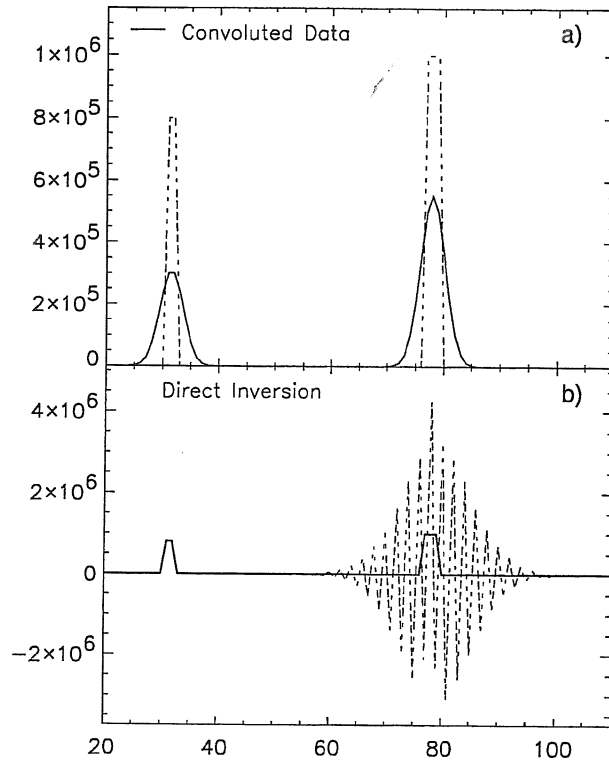 Convoluted Data
a)
1×10⁶
8×10⁵
6×10⁵
4×10⁵
2×10⁵
0
Direct Inversion
b)
4×10⁶
2×10⁶
0
−2×10⁶
20 40 60 80 100